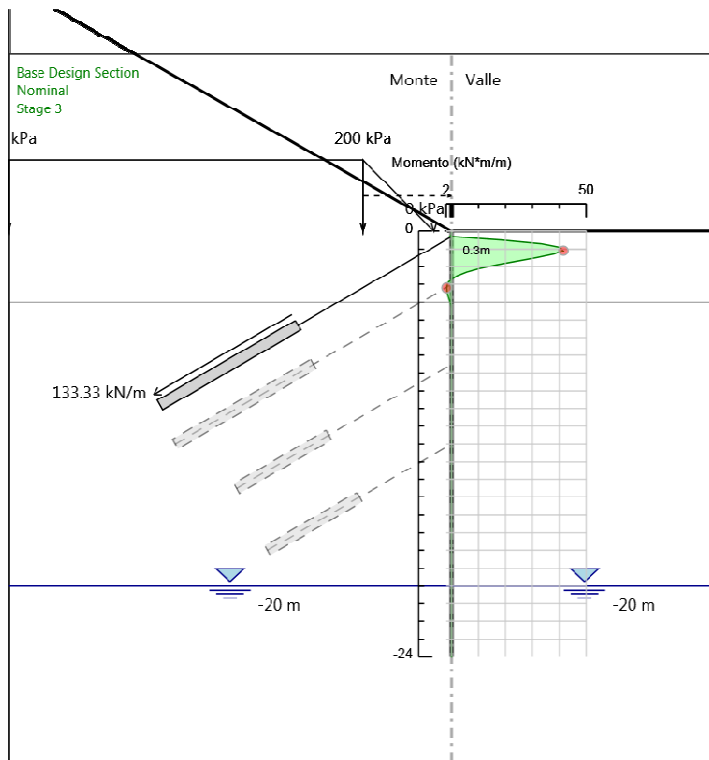 Base Design Section
Nominal
Stage 3
Monte
Valle
kPa
200 kPa
Momento (kN*m/m)
2
50
0 kPa
0
0.3m
133.33 kN/m
-20 m
-20 m
-24